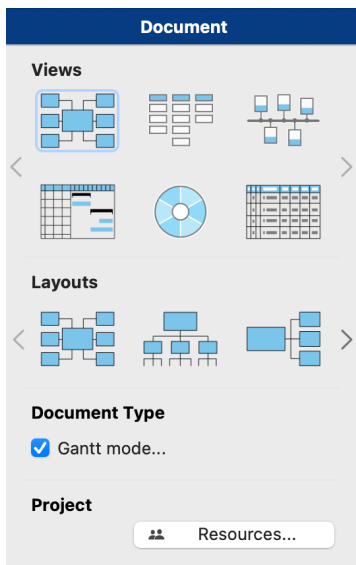 Document
Views
Layouts
Document Type
Gantt mode...
Project
Resources...